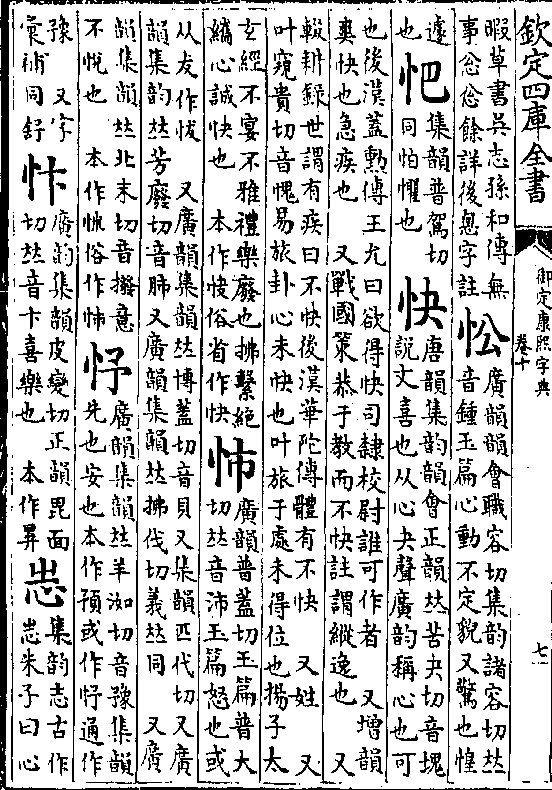 欽定四庫全書
御定康熙字典
卷十
七
暇草書吳志孫和傳無
事忩忩餘詳後悤字註
忪
廣韻韻會職容切集韻諸容切𠀤
音鍾玉篇心動不定貌又驚也惶
遽
也
集韻普駕切
同怕懼也
快
唐韻集韻韻會正韻𠀤苦夬切音塊
說文喜也从心夬聲廣韻稱心也可
也後漢蓋勲傳王允曰欲得快司隸校尉誰可作者 又增韻
爽快也急疾也 又戰國策恭于教而不快註謂縱逸也 又
輟耕錄世謂有疾曰不快後漢華陀傳體有不快 又姓 又
叶窺貴切音愧易旅卦心未快也叶旅于處未得位也揚子太
玄經不宴不雅禮樂廢也拂繫絕
纗心誠快也 本作 俗省作快
㤄
廣韻普蓋切玉篇普大
切𠀤音沛玉篇怒也或
从犮作 又廣韻集韻𠀤博蓋切音貝又集韻匹代切又廣
韻集韻𠀤芳廢切音肺又廣韻集韻𠀤拂伐切義𠀤同 又廣
韻集韻𠀤北末切音撥意
不悅也 本作 俗作㤄
忬
廣韻集韻𠀤羊洳切音豫集韻
先也安也本作預或作忬通作
豫 又字
彚補同舒
忭
廣韻集韻皮變切正韻毘面
切𠀤音卞喜樂也 本作昪
集韻志古作
朱子曰心